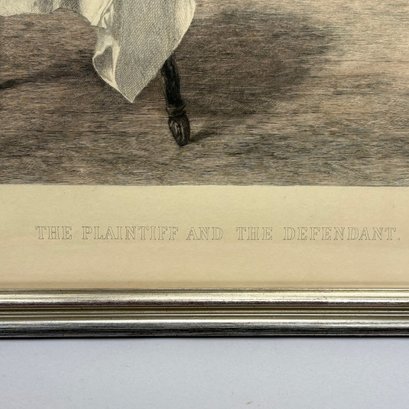 THE PLAINTIFF AND THE DEFENDANT.